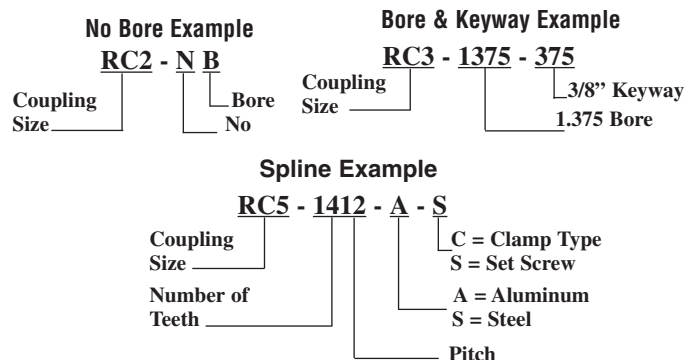 No Bore Example
RC2 - N B
Coupling Size
Bore
No
Bore & Keyway Example
RC3 - 1375 - 375
Coupling Size
3/8” Keyway
1.375 Bore
Spline Example
RC5 - 1412 - A - S
Coupling Size
C = Clamp Type
S = Set Screw
Number of Teeth
A = Aluminum
S = Steel
Pitch